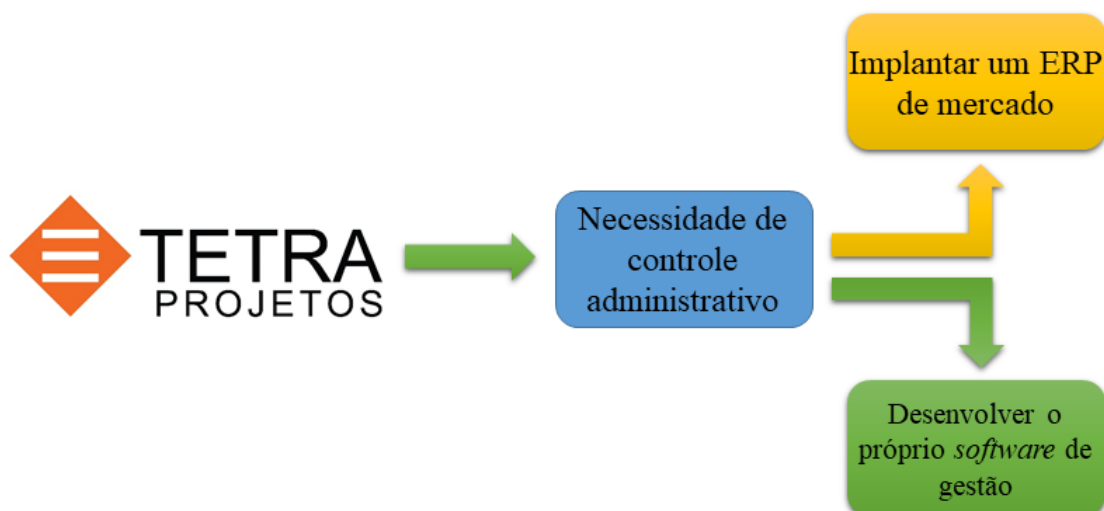 TETRA
PROJETOS
Necessidade de
controle
administrativo
Implantar um ERP
de mercado
Desenvolver o
próprio software de
gestão